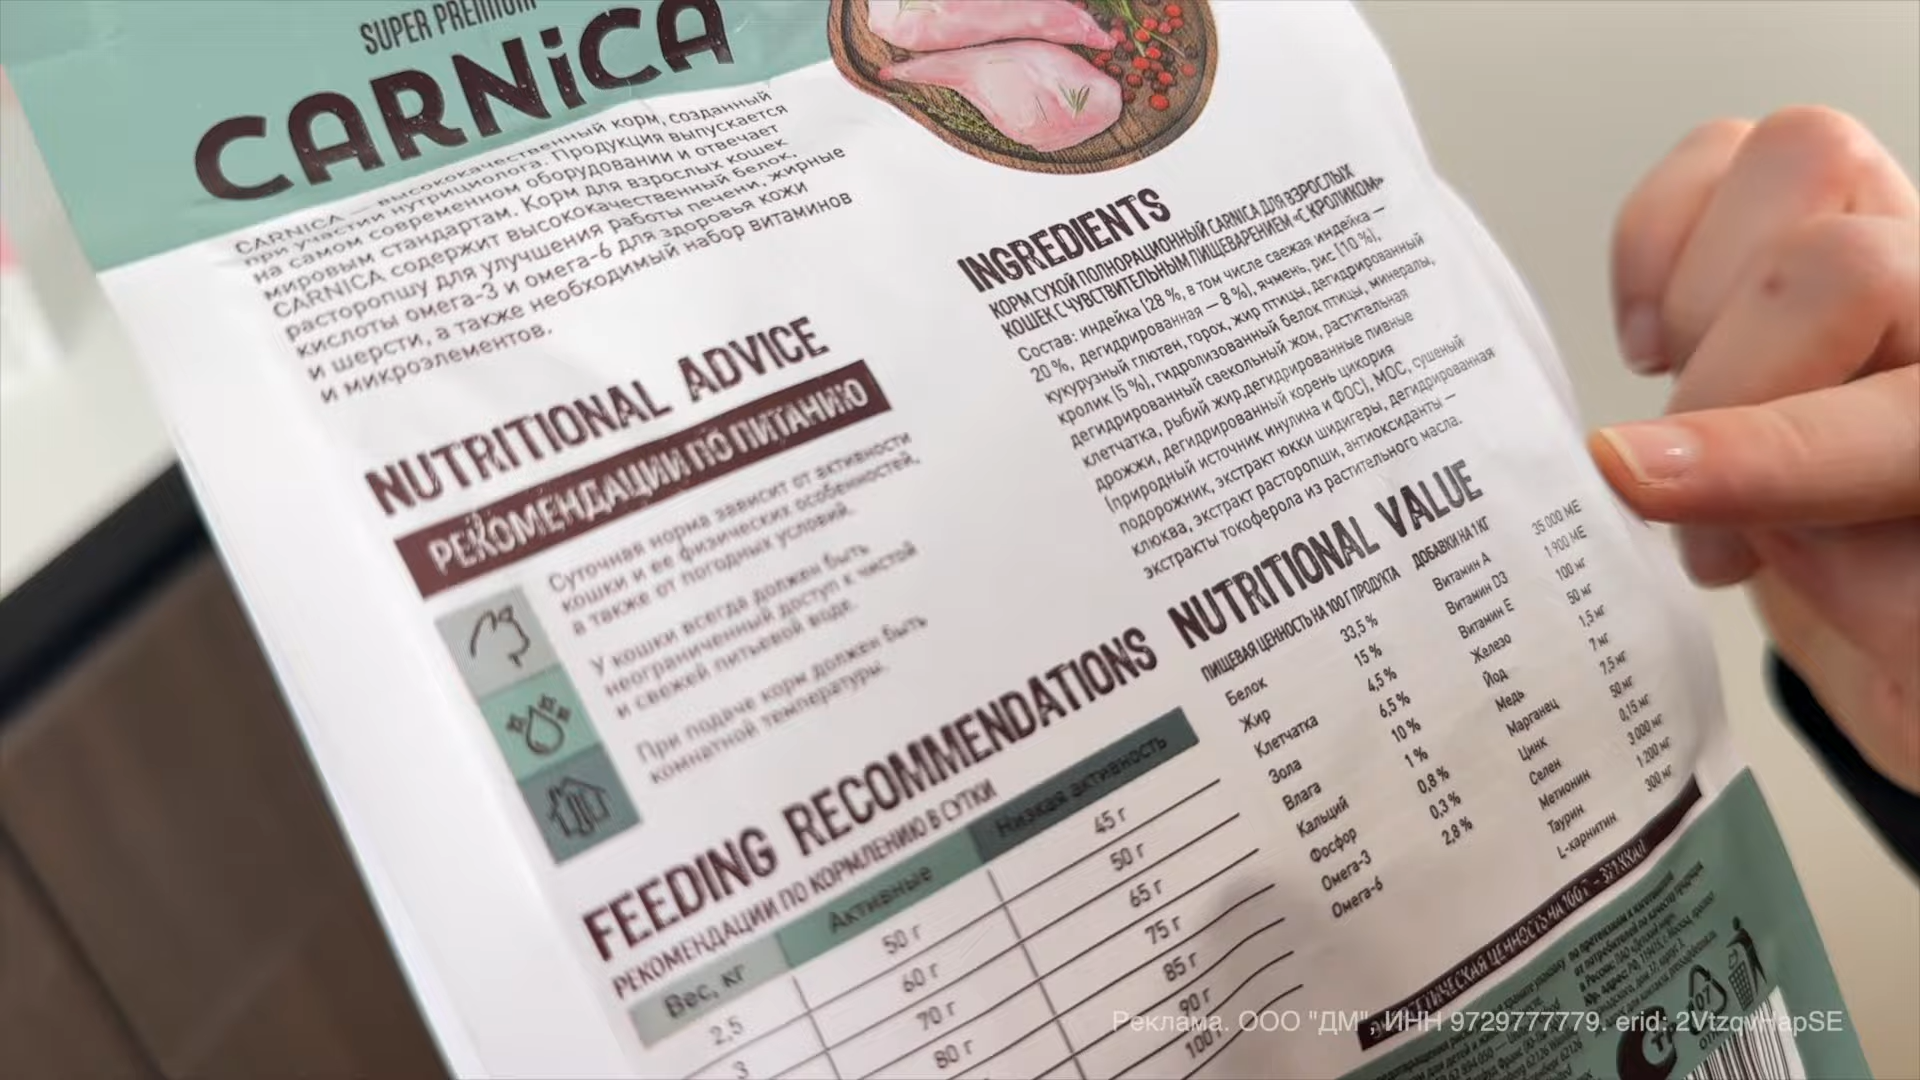 SUPER PREMIUM
CARNiCA
CARNICA — высококачественный корм, созданный
при участии нутрициолога. Продукция выпускается
на самом современном оборудовании и отвечает
мировым стандартам. Корм для взрослых кошек
CARNICA содержит высококачественный белок,
расторопшу для улучшения работы печени, жирные
кислоты омега-3 и омега-6 для здоровья кожи
и шерсти, а также необходимый набор витаминов
и микроэлементов.
NUTRITIONAL ADVICE
РЕКОМЕНДАЦИИ ПО ПИТАНИЮ
Суточная норма зависит от активности
кошки и ее физических особенностей,
а также от погодных условий.
У кошки всегда должен быть
неограниченный доступ к чистой
и свежей питьевой воде.
При подаче корм должен быть
комнатной температуры.
FEEDING RECOMMENDATIONS
РЕКОМЕНДАЦИИ ПО КОРМЛЕНИЮ В СУТКИ
Вес, кг Активные Низкая активность
2,5 50 г 45 г
3 60 г 50 г
70 г 65 г
80 г 75 г
85 г
90 г
100 г
INGREDIENTS
КОРМ СУХОЙ ПОЛНОРАЦИОННЫЙ CARNICA ДЛЯ ВЗРОСЛЫХ
КОШЕК С ЧУВСТВИТЕЛЬНЫМ ПИЩЕВАРЕНИЕМ «С КРОЛИКОМ»
Состав: индейка (28 %, в том числе свежая индейка —
20 %, дегидрированная — 8 %), ячмень, рис (10 %),
кукурузный глютен, горох, жир птицы, дегидрированный
кролик (5 %), гидролизованный белок птицы, минералы,
дегидрированный свекольный жом, растительная
клетчатка, рыбий жир,дегидрированные пивные
дрожжи, дегидрированный корень цикория
(природный источник инулина и ФОС), МОС, сушеный
подорожник, экстракт юкки шидигеры, дегидрированная
клюква, экстракт расторопши, антиоксиданты —
экстракты токоферола из растительного масла.
NUTRITIONAL VALUE
ПИЩЕВАЯ ЦЕННОСТЬ НА 100 Г ПРОДУКТА
Белок 33,5 %
Жир 15 %
Клетчатка 4,5 %
Зола 6,5 %
Влага 10 %
Кальций 1 %
Фосфор 0,8 %
Омега-3 0,3 %
Омега-6 2,8 %
ДОБАВКИ НА 1 КГ
Витамин A 35 000 МЕ
Витамин D3 1 900 МЕ
Витамин E 100 мг
Железо 50 мг
Йод 1,5 мг
Медь 7 мг
Марганец 7,5 мг
Цинк 50 мг
Селен 0,15 мг
Метионин 3 000 мг
Таурин 1 200 мг
L-карнитин 300 мг
ЭНЕРГЕТИЧЕСКАЯ ЦЕННОСТЬ НА 100 г
Реклама. ООО "ДМ", ИНН 9729777779. erid: 2VtzqvHapSE